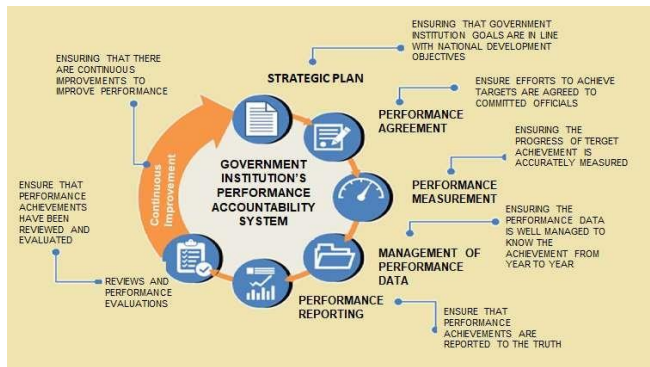 ENSURING THAT GOVERNMENT
INSTITUTION GOALS ARE IN LINE
WITH NATIONAL DEVELOPMENT
OBJECTIVES
ENSURING THAT THERE
ARE CONTINUOUS
IMPROVEMENTS TO
IMPROVE PERFORMANCE
STRATEGIC PLAN
ENSURE EFFORTS TO ACHIEVE
TARGETS ARE AGREED TO
COMMITTED OFFICIALS
PERFORMANCE
AGREEMENT
ENSURING THE
PROGRESS OF TERGET
ACHIEVEMENT IS
ACCURATELY MEASURED
GOVERNMENT
INSTITUTION'S
PERFORMANCE
ACCOUNTABILITY
SYSTEM
Continuous
Improvement
PERFORMANCE
MEASUREMENT
ENSURE THAT
PERFORMANCE
ACHIEVEMENTS
HAVE BEEN
REVIEWED AND
EVALUATED
ENSURING THE
PERFORMANCE DATA
IS WELL MANAGED TO
KNOW THE
ACHIEVEMENT FROM
YEAR TO YEAR
MANAGEMENT OF
PERFORMANCE
DATA
REVIEWS AND
PERFORMANCE
EVALUATIONS
PERFORMANCE
REPORTING
ENSURE THAT
PERFORMANCE
ACHIEVEMENTS ARE
REPORTED TO THE TRUTH